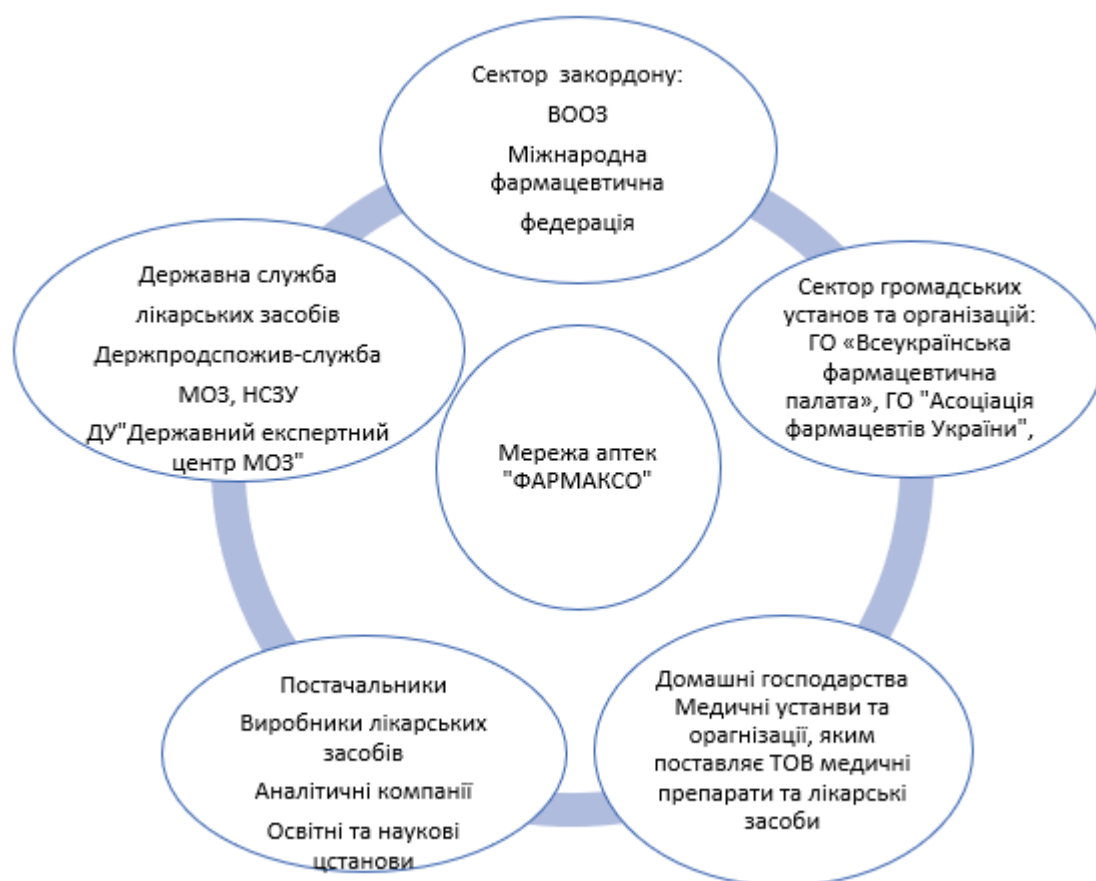 Сектор закордону:
ВООЗ
Міжнародна
фармацевтична
федерація
Державна служба
лікарських засобів
Держпродспожив-служба
МОЗ, НСЗУ
ДУ"Державний експертний
центр МОЗ"
Сектор громадських
установ та організацій:
ГО «Всеукраїнська
фармацевтична
палата», ГО "Асоціація
фармацевтів України",
Мережа аптек
"ФАРМАКСО"
Постачальники
Виробники лікарських
засобів
Аналітичні компанії
Освітні та наукові
цстанови
Домашні господарства
Медичні устанви та
орагнізації, яким
поставляє ТОВ медичні
препарати та лікарські
засоби